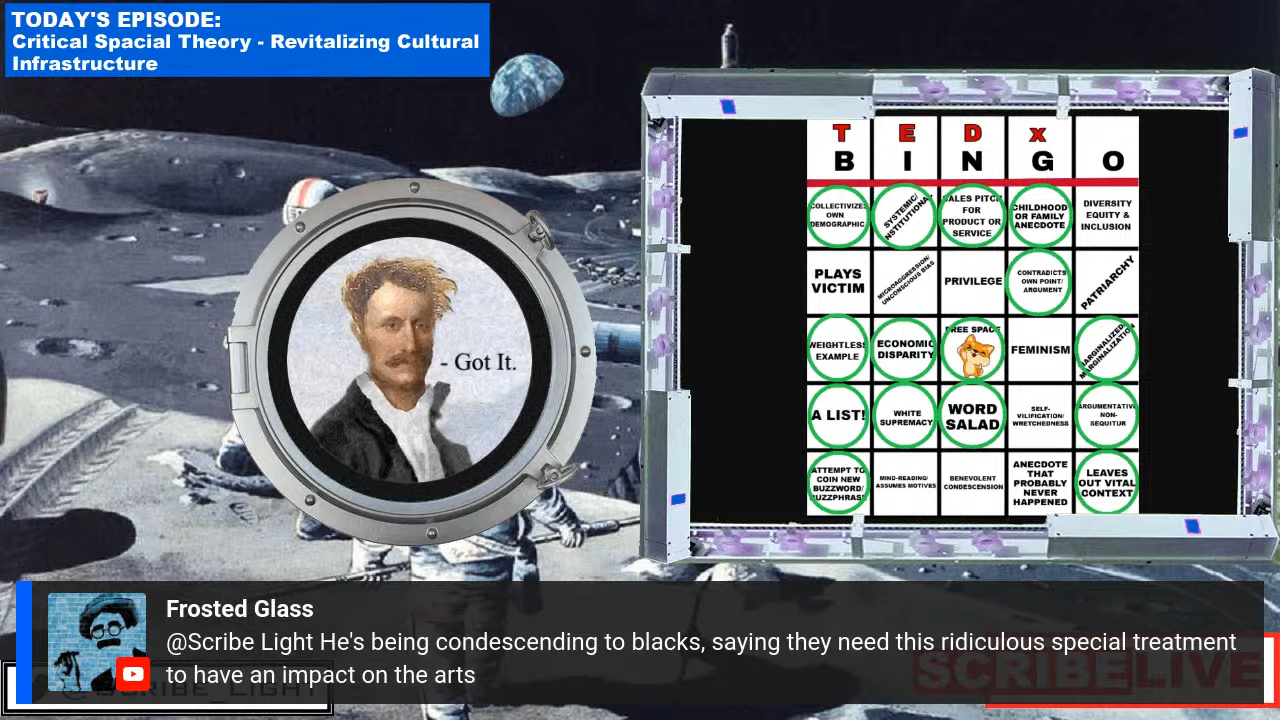 TODAY'S EPISODE:
Critical Spacial Theory - Revitalizing Cultural
Infrastructure
T E D x
B I N G O
COLLECTIVIZES
OWN
DEMOGRAPHIC
SYSTEMIC/
INSTITUTIONAL
SALES PITCH
FOR
PRODUCT OR
SERVICE
CHILDHOOD
OR FAMILY
ANECDOTE
DIVERSITY
EQUITY &
INCLUSION
PLAYS
VICTIM
MICROAGGRESSION/
UNCONSCIOUS BIAS
PRIVILEGE
CONTRADICTS
OWN POINT/
ARGUMENT
PATRIARCHY
WEIGHTLESS
EXAMPLE
ECONOMIC
DISPARITY
FREE SPACE
FEMINISM
MARGINALIZED/
MARGINALIZATION
A LIST!
WHITE
SUPREMACY
WORD
SALAD
SELF-
VILIFICATION/
WRETCHEDNESS
ARGUMENTATIVE
NON-
SEQUITUR
ATTEMPT TO
COIN NEW
BUZZWORD/
BUZZPHRASE
MIND-READING/
ASSUMES MOTIVES
BENEVOLENT
CONDESCENSION
ANECDOTE
THAT
PROBABLY
NEVER
HAPPENED
LEAVES
OUT VITAL
CONTEXT
- Got It.
Frosted Glass
@Scribe Light He's being condescending to blacks, saying they need this ridiculous special treatment
to have an impact on the arts
@SCRIBE_LIGHT
SCRIBELIVE